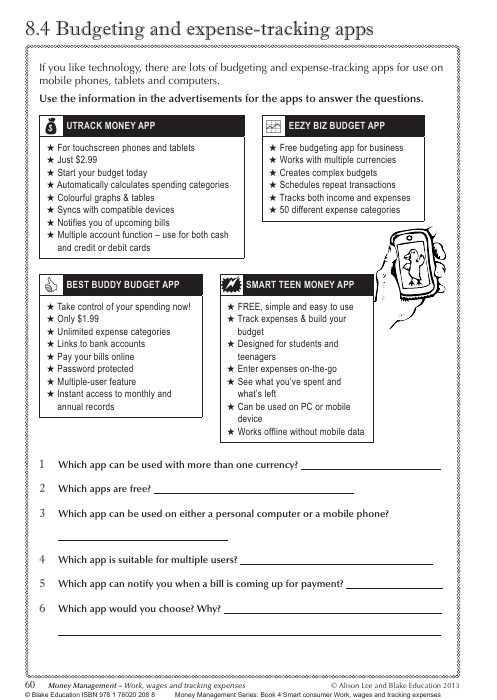 8.4 Budgeting and expense-tracking apps
If you like technology, there are lots of budgeting and expense-tracking apps for use on
mobile phones, tablets and computers.
Use the information in the advertisements for the apps to answer the questions.
UTRACK MONEY APP
★ For touchscreen phones and tablets
★ Just $2.99
★ Start your budget today
★ Automatically calculates spending categories
★ Colourful graphs & tables
★ Syncs with compatible devices
★ Notifies you of upcoming bills
★ Multiple account function – use for both cash
and credit or debit cards
EEZY BIZ BUDGET APP
★ Free budgeting app for business
★ Works with multiple currencies
★ Creates complex budgets
★ Schedules repeat transactions
★ Tracks both income and expenses
★ 50 different expense categories
BEST BUDDY BUDGET APP
★ Take control of your spending now!
★ Only $1.99
★ Unlimited expense categories
★ Links to bank accounts
★ Pay your bills online
★ Password protected
★ Multiple-user feature
★ Instant access to monthly and
annual records
SMART TEEN MONEY APP
★ FREE, simple and easy to use
★ Track expenses & build your
budget
★ Designed for students and
teenagers
★ Enter expenses on-the-go
★ See what you've spent and
what's left
★ Can be used on PC or mobile
device
★ Works offline without mobile data
1 Which app can be used with more than one currency?
2 Which apps are free?
3 Which app can be used on either a personal computer or a mobile phone?
4 Which app is suitable for multiple users?
5 Which app can notify you when a bill is coming up for payment?
6 Which app would you choose? Why?
60 Money Management – Work, wages and tracking expenses © Alison Lee and Blake Education 2013
© Blake Education ISBN 978 1 76020 208 8 Money Management Series: Book 4 Smart consumer Work, wages and tracking expenses